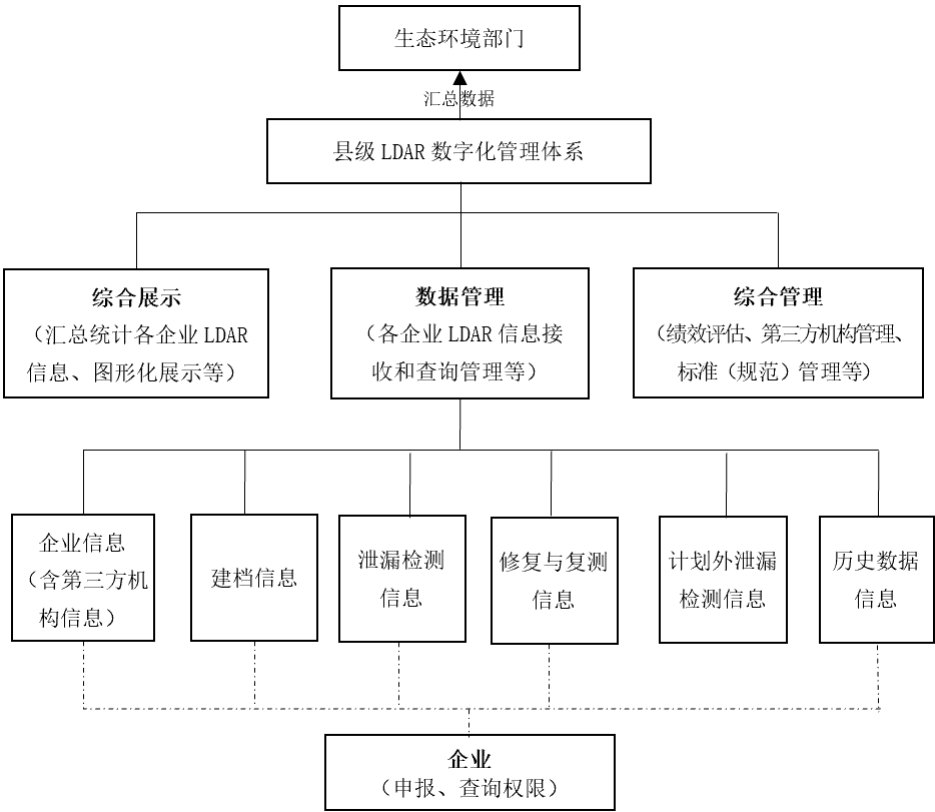 生态环境部门
汇总数据
县级 LDAR 数字化管理体系
综合展示
（汇总统计各企业 LDAR
信息、图形化展示等）
数据管理
（各企业 LDAR 信息接
收和查询管理等）
综合管理
（绩效评估、第三方机构管理、
标准（规范）管理等）
企业信息
（含第三方机
构信息）
建档信息
泄漏检测
信息
修复与复测
信息
计划外泄漏
检测信息
历史数据
信息
企业
（申报、查询权限）